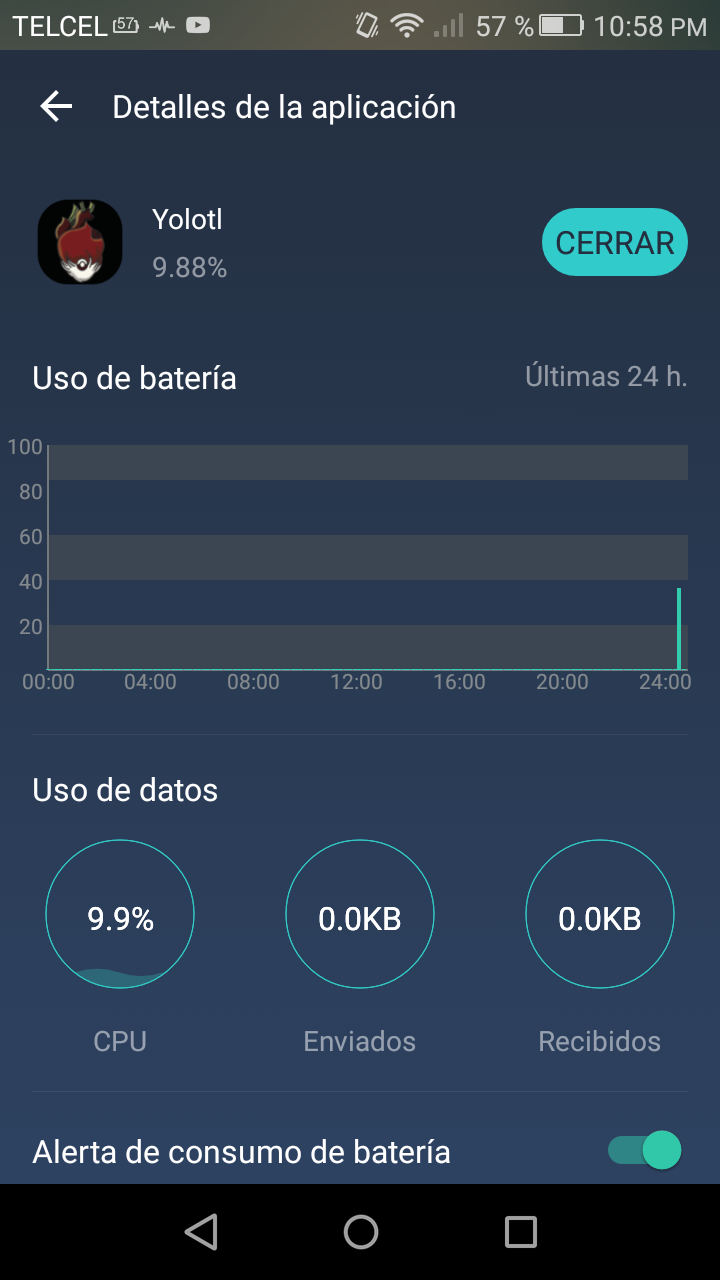 TELCEL 57 57 % 10:58 PM
Detalles de la aplicación
Yolotl
9.88%
CERRAR
Uso de batería
Últimas 24 h.
100
80
60
40
20
00:00 04:00 08:00 12:00 16:00 20:00 24:00
Uso de datos
9.9% 0.0KB 0.0KB
CPU Enviados Recibidos
Alerta de consumo de batería